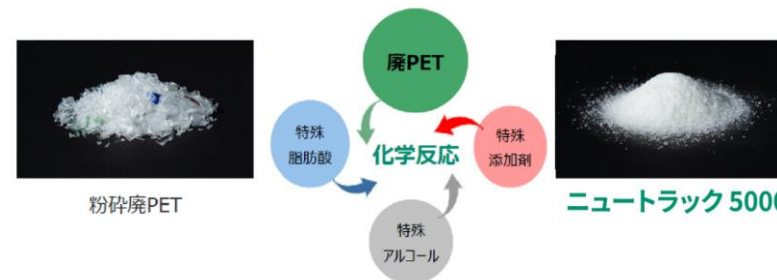 廃PET
特殊
脂肪酸
化学反応
特殊
添加剤
特殊
アルコール
粉砕廃PET
ニュートラック 5000